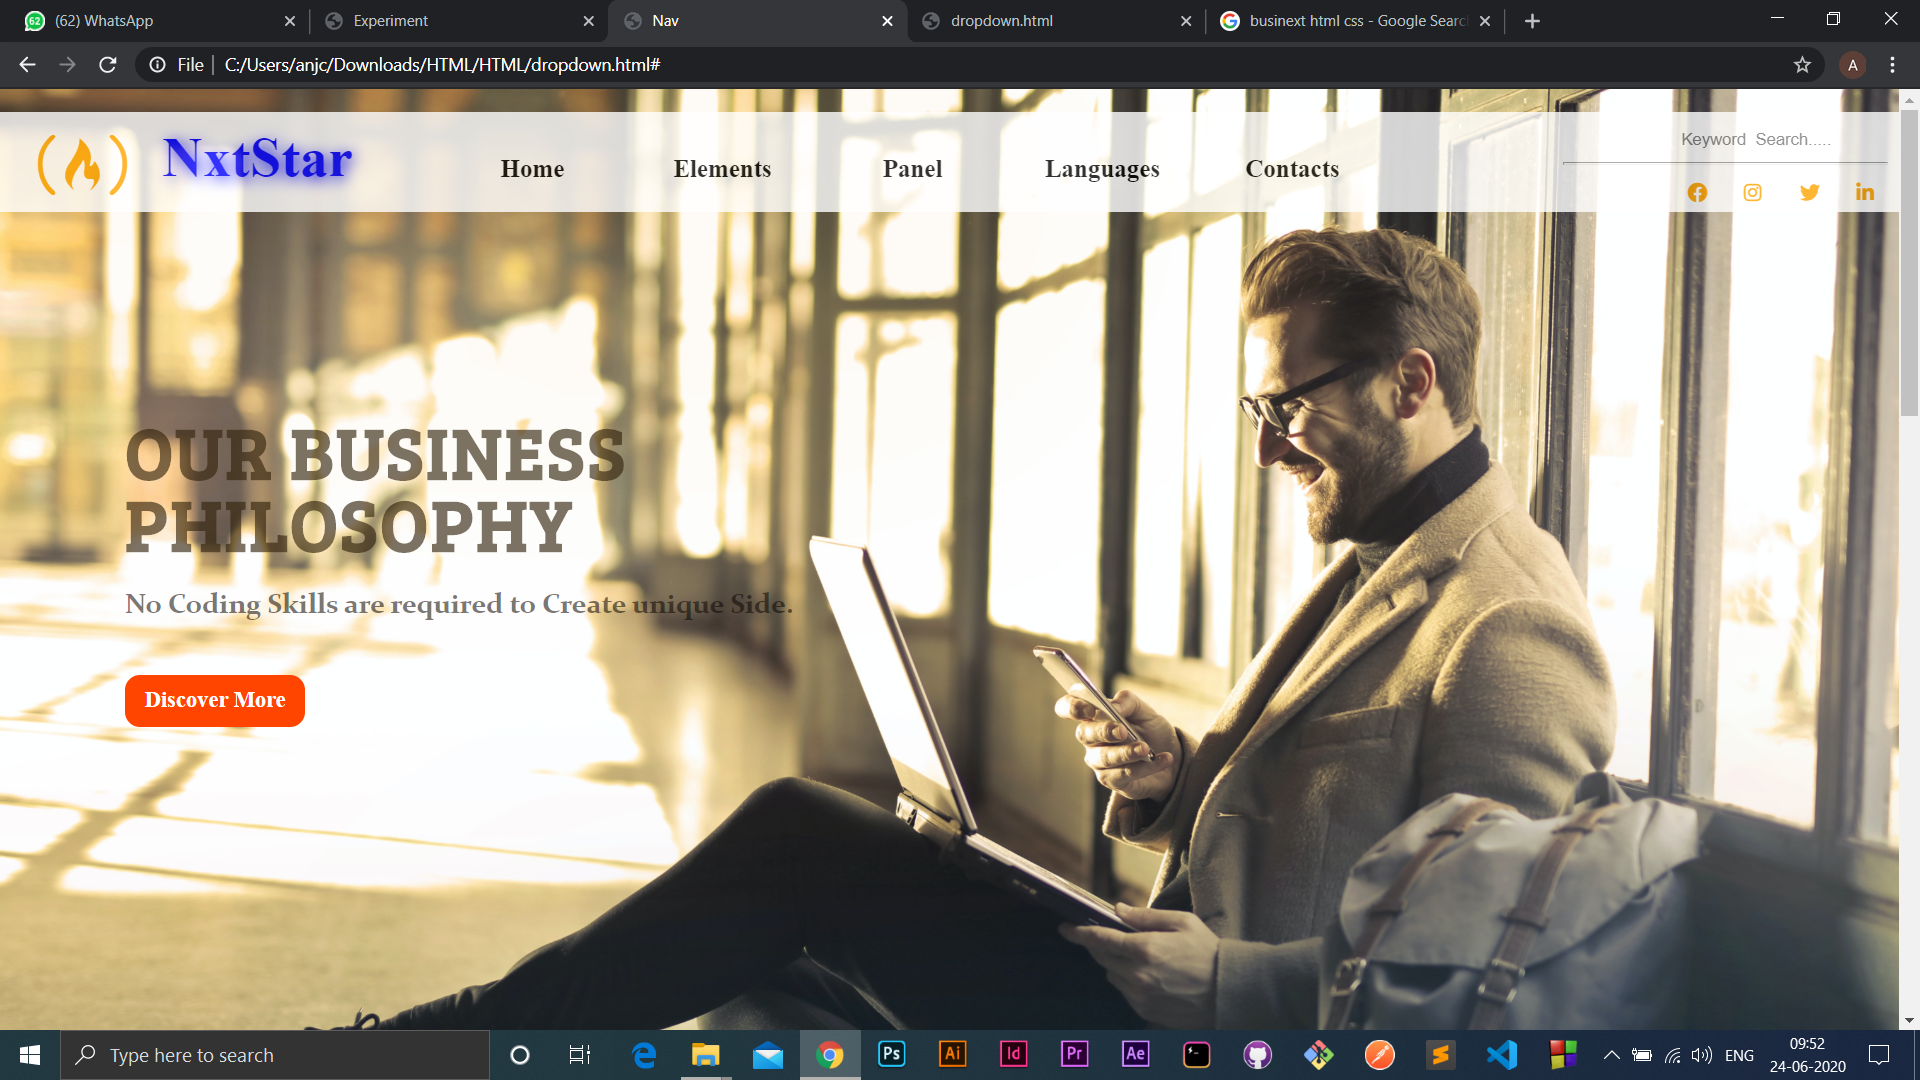 62 (62) WhatsApp
Experiment
Nav
dropdown.html
businext html css - Google Searc
File C:/Users/anjc/Downloads/HTML/HTML/dropdown.html#
A
NxtStar
Home
Elements
Panel
Languages
Contacts
Keyword Search.....
OUR BUSINESS
PHILOSOPHY
No Coding Skills are required to Create unique Side.
Discover More
Type here to search
Ps
Ai
Id
Pr
Ae
ENG
09:52
24-06-2020